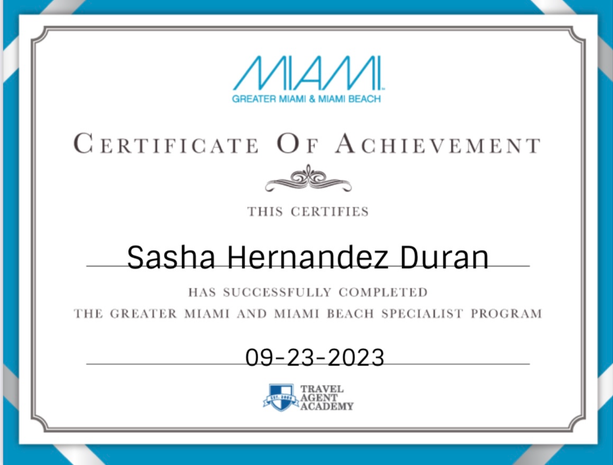 MIAMI
GREATER MIAMI & MIAMI BEACH
CERTIFICATE OF ACHIEVEMENT
THIS CERTIFIES
Sasha Hernandez Duran
HAS SUCCESSFULLY COMPLETED
THE GREATER MIAMI AND MIAMI BEACH SPECIALIST PROGRAM
09-23-2023
TRAVEL
AGENT
ACADEMY